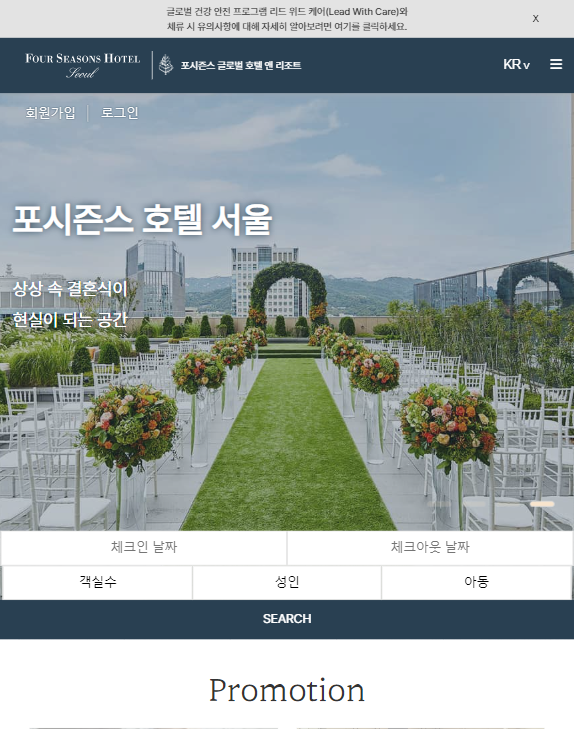 글로벌 건강 안전 프로그램 리드 위드 케어(Lead With Care)와
체류 시 유의사항에 대해 자세히 알아보려면 여기를 클릭하세요.
X
FOUR SEASONS HOTEL
Seoul
포시즌스 글로벌 호텔 앤 리조트
KR v
회원가입
로그인
포시즌스 호텔 서울
상상 속 결혼식이
현실이 되는 공간
체크인 날짜
체크아웃 날짜
객실수
성인
아동
SEARCH
Promotion